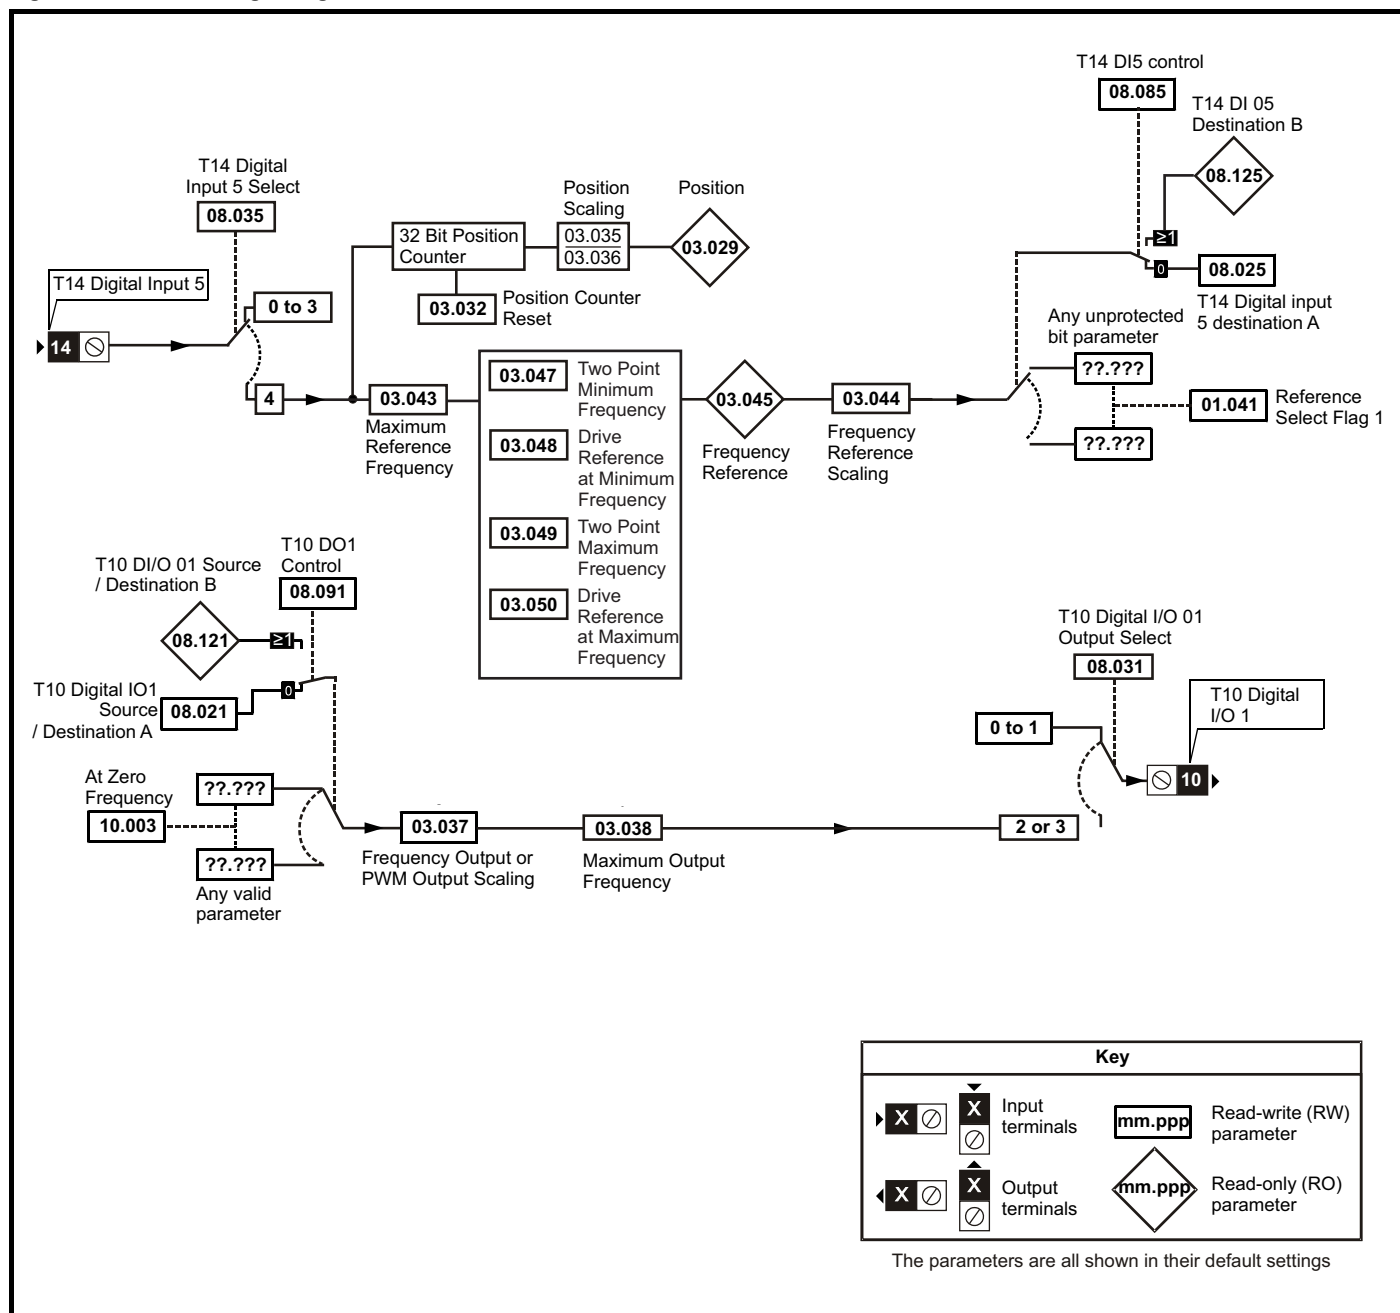 T14 DI5 control
08.085
T14 DI 05
Destination B
08.125
≥1
0
08.025
T14 Digital input
5 destination A
T14 Digital
Input 5 Select
08.035
T14 Digital Input 5
14
0 to 3
4
32 Bit Position
Counter
Position
Scaling
03.035
03.036
Position
03.029
03.032
Position Counter
Reset
03.043
Maximum
Reference
Frequency
03.047
Two Point
Minimum
Frequency
03.048
Drive
Reference
at Minimum
Frequency
03.049
Two Point
Maximum
Frequency
03.050
Drive
Reference
at Maximum
Frequency
03.045
Frequency
Reference
03.044
Frequency
Reference
Scaling
Any unprotected
bit parameter
??.???
??.???
01.041
Reference
Select Flag 1
T10 DI/O 01 Source
/ Destination B
08.121
≥1
T10 DO1
Control
08.091
T10 Digital IO1
Source
/ Destination A
08.021
0
At Zero
Frequency
10.003
??.???
??.???
Any valid
parameter
03.037
Frequency Output or
PWM Output Scaling
03.038
Maximum Output
Frequency
2 or 3
0 to 1
T10 Digital I/O 01
Output Select
08.031
T10 Digital
I/O 1
10
Key
X
X
Input
terminals
mm.ppp
Read-write (RW)
parameter
X
X
Output
terminals
mm.ppp
Read-only (RO)
parameter
The parameters are all shown in their default settings